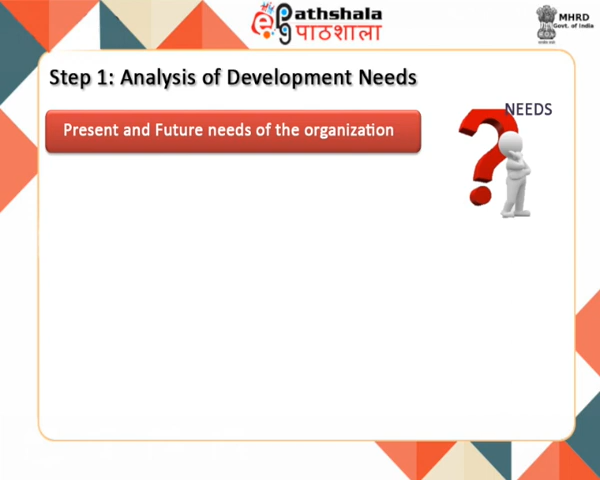 ePathshala
पाठशाला
MHRD
Govt. of India
Step 1: Analysis of Development Needs
Present and Future needs of the organization
NEEDS